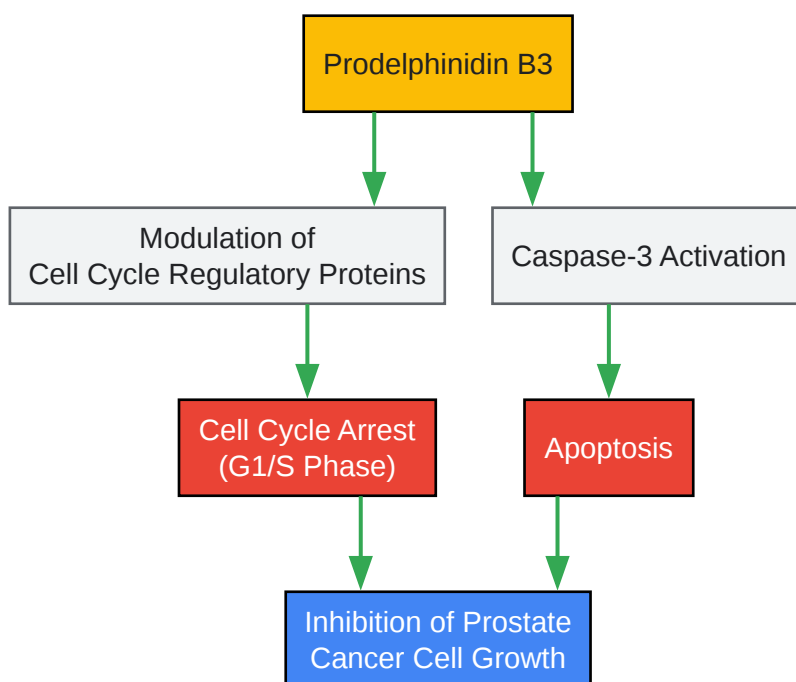 Prodelphinidin B3
Modulation of
Cell Cycle Regulatory Proteins
Caspase-3 Activation
Cell Cycle Arrest
(G1/S Phase)
Apoptosis
Inhibition of Prostate
Cancer Cell Growth